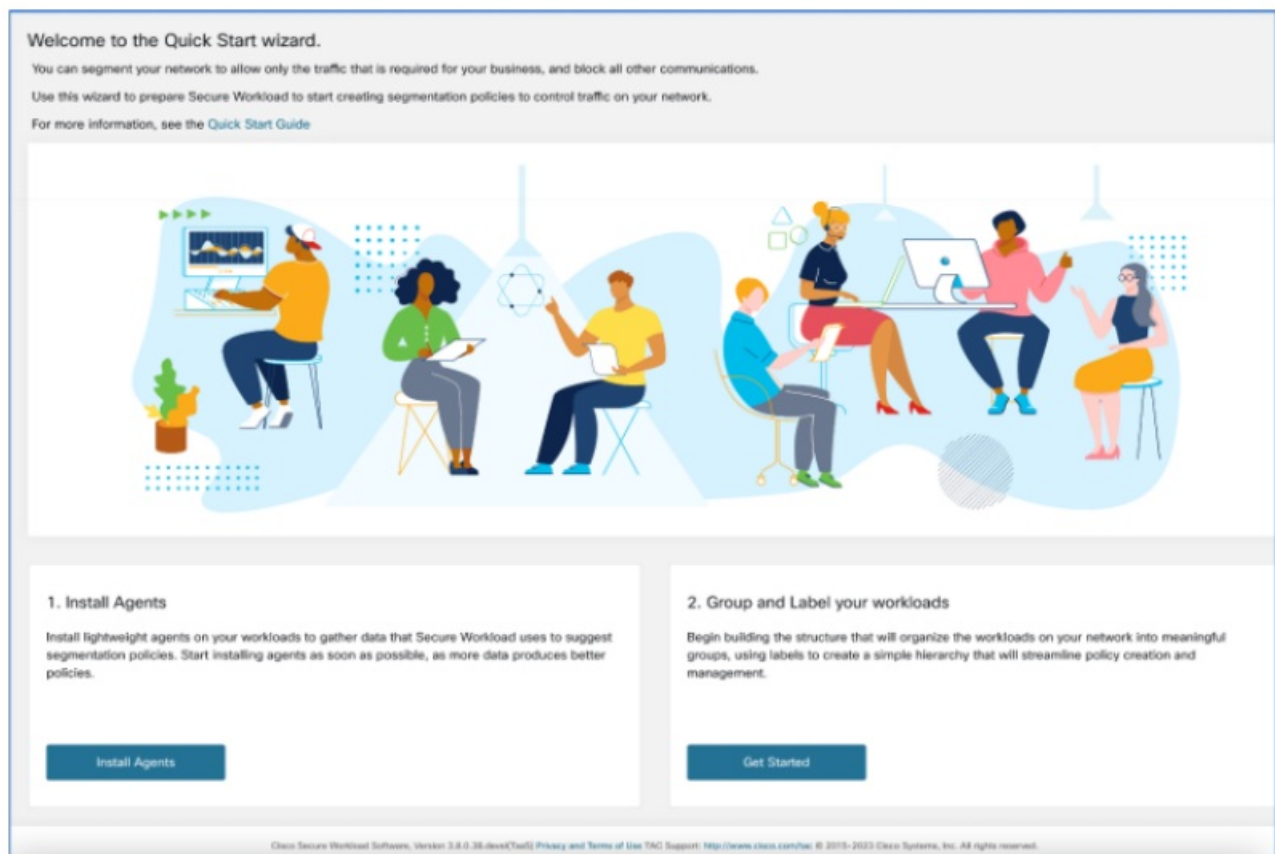 Welcome to the Quick Start wizard.
You can segment your network to allow only the traffic that is required for your business, and block all other communications.
Use this wizard to prepare Secure Workload to start creating segmentation policies to control traffic on your network.
For more information, see the Quick Start Guide
1. Install Agents
Install lightweight agents on your workloads to gather data that Secure Workload uses to suggest
segmentation policies. Start installing agents as soon as possible, as more data produces better
policies.
Install Agents
2. Group and Label your workloads
Begin building the structure that will organize the workloads on your network into meaningful
groups, using labels to create a simple hierarchy that will streamline policy creation and
management.
Get Started
Cisco Secure Workload Software, Version 3.8.0.38.devel(TaaS) Privacy and Terms of Use TAC Support: http://www.cisco.com/tac © 2015-2023 Cisco Systems, Inc. All rights reserved.